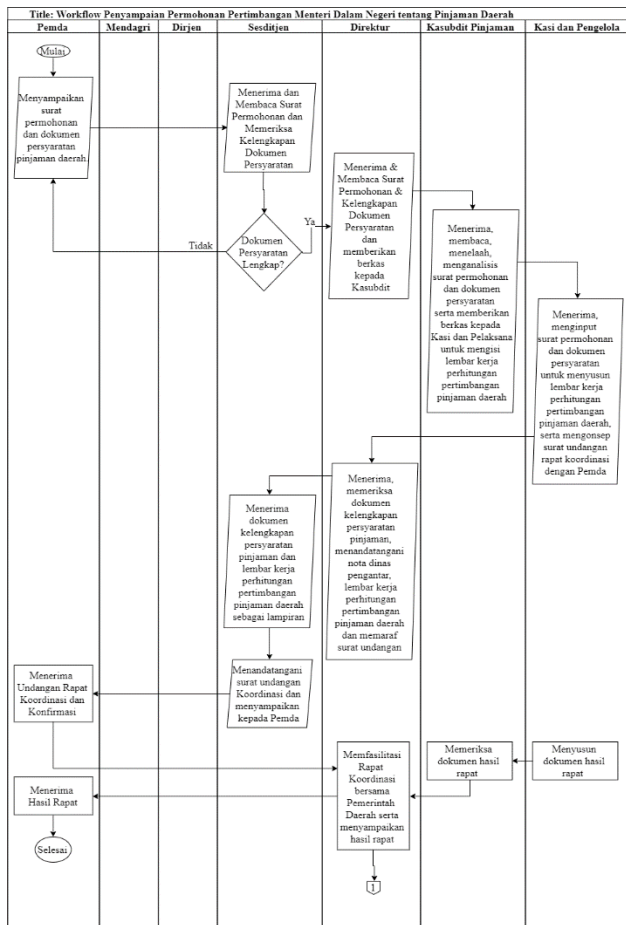 Title: Workflow Penyampaian Permohonan Pertimbangan Menteri Dalam Negeri tentang Pinjaman Daerah
Pemda
Mendagri
Dirjen
Sesditjen
Direktur
Kasubdit Pinjaman
Kasi dan Pengelola
Mulai
Menyampaikan
surat
permohonan
dan dokumen
persyaratan
pinjaman daerah.
Menerima dan
Membaca Surat
Permohonan dan
Memeriksa
Kelengkapan
Dokumen
Persyaratan
Dokumen
Persyaratan
Lengkap?
Tidak
Ya
Menerima &
Membaca Surat
Permohonan &
Kelengkapan
Dokumen
Persyaratan
dan
memberikan
berkas
kepada
Kasubdit
Menerima,
membaca,
menelaah,
menganalisis
surat permohonan
dan dokumen
persyaratan
serta memberikan
berkas kepada
Kasi dan Pelaksana
untuk mengisi
lembar kerja
perhitungan
pertimbangan
pinjaman daerah
Menerima,
menginput
surat permohonan
dan dokumen
persyaratan
untuk menyusun
lembar kerja
perhitungan
pertimbangan
pinjaman daerah,
serta mengonsep
surat undangan
rapat koordinasi
dengan Pemda
Menerima,
memeriksa
dokumen
kelengkapan
persyaratan
pinjaman,
menandatangani
nota dinas
pengantar,
lembar kerja
perhitungan
pertimbangan
pinjaman daerah
dan memaraf
surat undangan
Menerima
dokumen
kelengkapan
persyaratan
pinjaman dan
lembar kerja
perhitungan
pertimbangan
pinjaman daerah
sebagai lampiran
Menandatangani
surat undangan
Koordinasi dan
menyampaikan
kepada Pemda
Menerima
Undangan Rapat
Koordinasi dan
Konfirmasi
Memfasilitasi
Rapat
Koordinasi
bersama
Pemerintah
Daerah serta
menyampaikan
hasil rapat
Memeriksa
dokumen hasil
rapat
Menyusun
dokumen hasil
rapat
Menerima
Hasil Rapat
Selesai
1